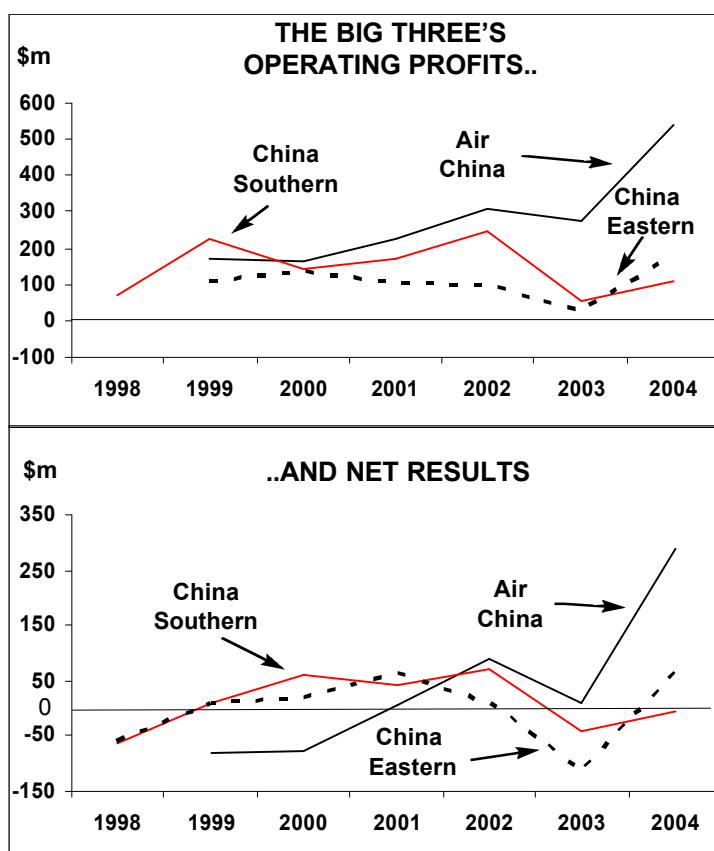 THE BIG THREE'S
OPERATING PROFITS..
$m
600
500
400
300
200
100
0
-100
China
Southern
Air
China
China
Eastern
1998 1999 2000 2001 2002 2003 2004
..AND NET RESULTS
$m
350
250
150
50
0
-50
-150
China
Southern
Air
China
China
Eastern
1998 1999 2000 2001 2002 2003 2004